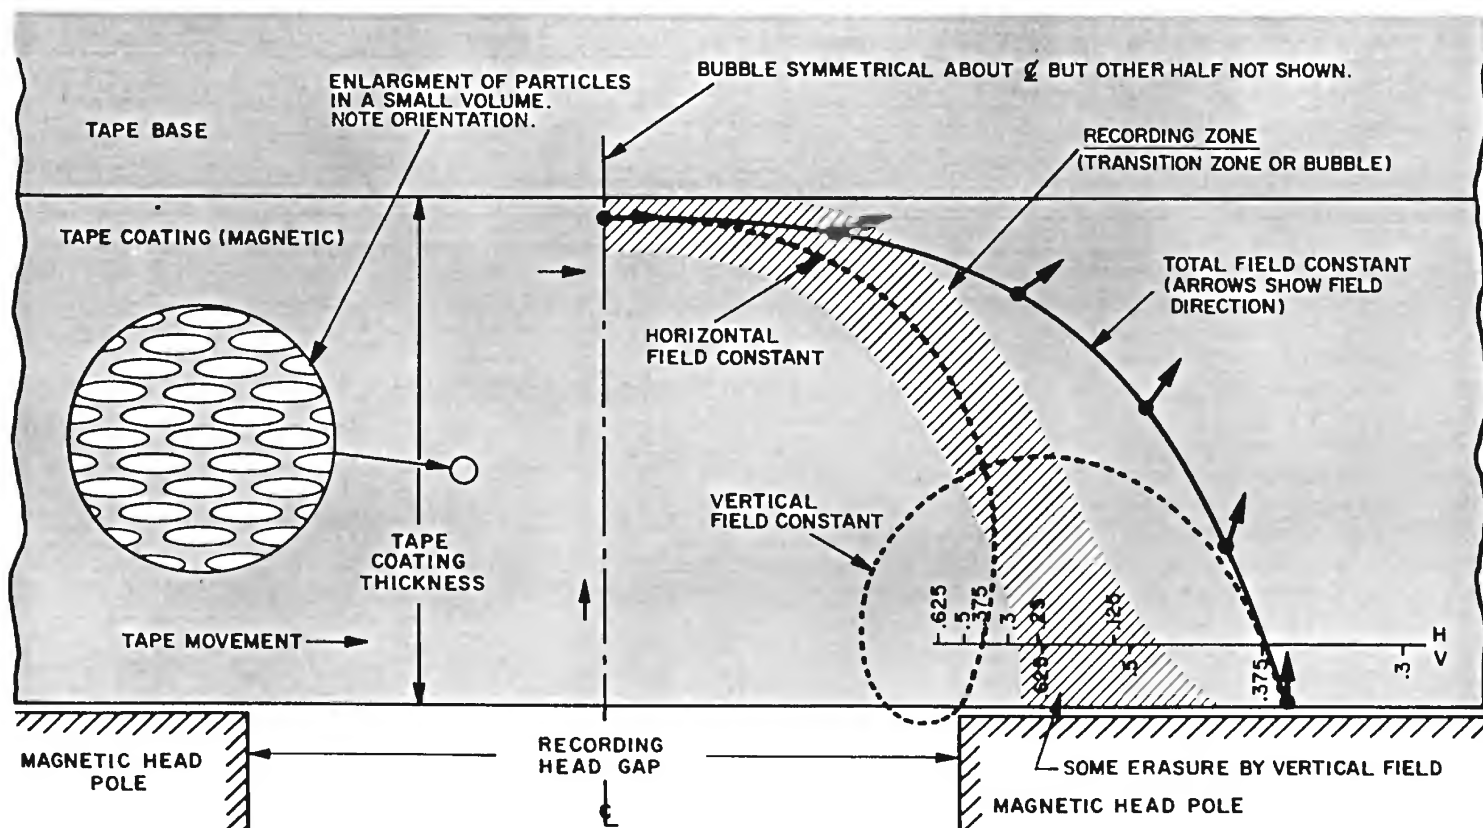 ENLARGMENT OF PARTICLES
IN A SMALL VOLUME.
NOTE ORIENTATION.
BUBBLE SYMMETRICAL ABOUT ℄ BUT OTHER HALF NOT SHOWN.
TAPE BASE
RECORDING ZONE
(TRANSITION ZONE OR BUBBLE)
TAPE COATING (MAGNETIC)
TOTAL FIELD CONSTANT
(ARROWS SHOW FIELD
DIRECTION)
HORIZONTAL
FIELD CONSTANT
VERTICAL
FIELD CONSTANT
TAPE
COATING
THICKNESS
TAPE MOVEMENT
.625
.5
.375
.3
.25
.125
H
V
.625
.5
.375
.3
MAGNETIC HEAD
POLE
RECORDING
HEAD GAP
SOME ERASURE BY VERTICAL FIELD
MAGNETIC HEAD POLE
℄